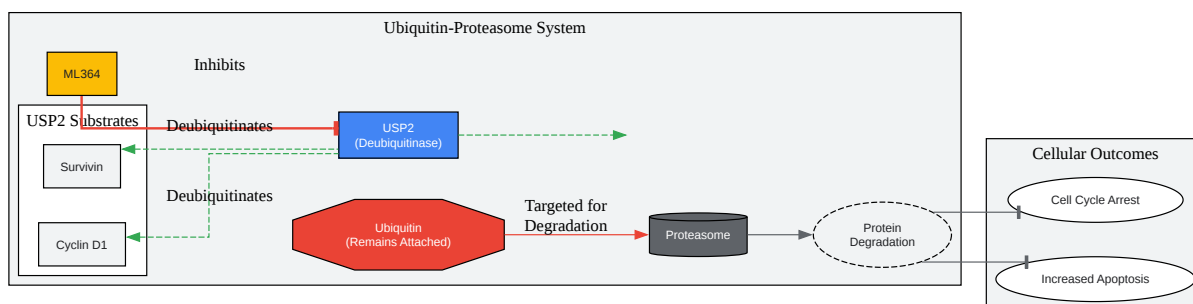 Ubiquitin-Proteasome System
ML364
Inhibits
USP2 Substrates
Deubiquitinates
USP2
(Deubiquitinase)
Survivin
Deubiquitinates
Cyclin D1
Ubiquitin
(Remains Attached)
Targeted for
Degradation
Proteasome
Protein
Degradation
Cellular Outcomes
Cell Cycle Arrest
Increased Apoptosis